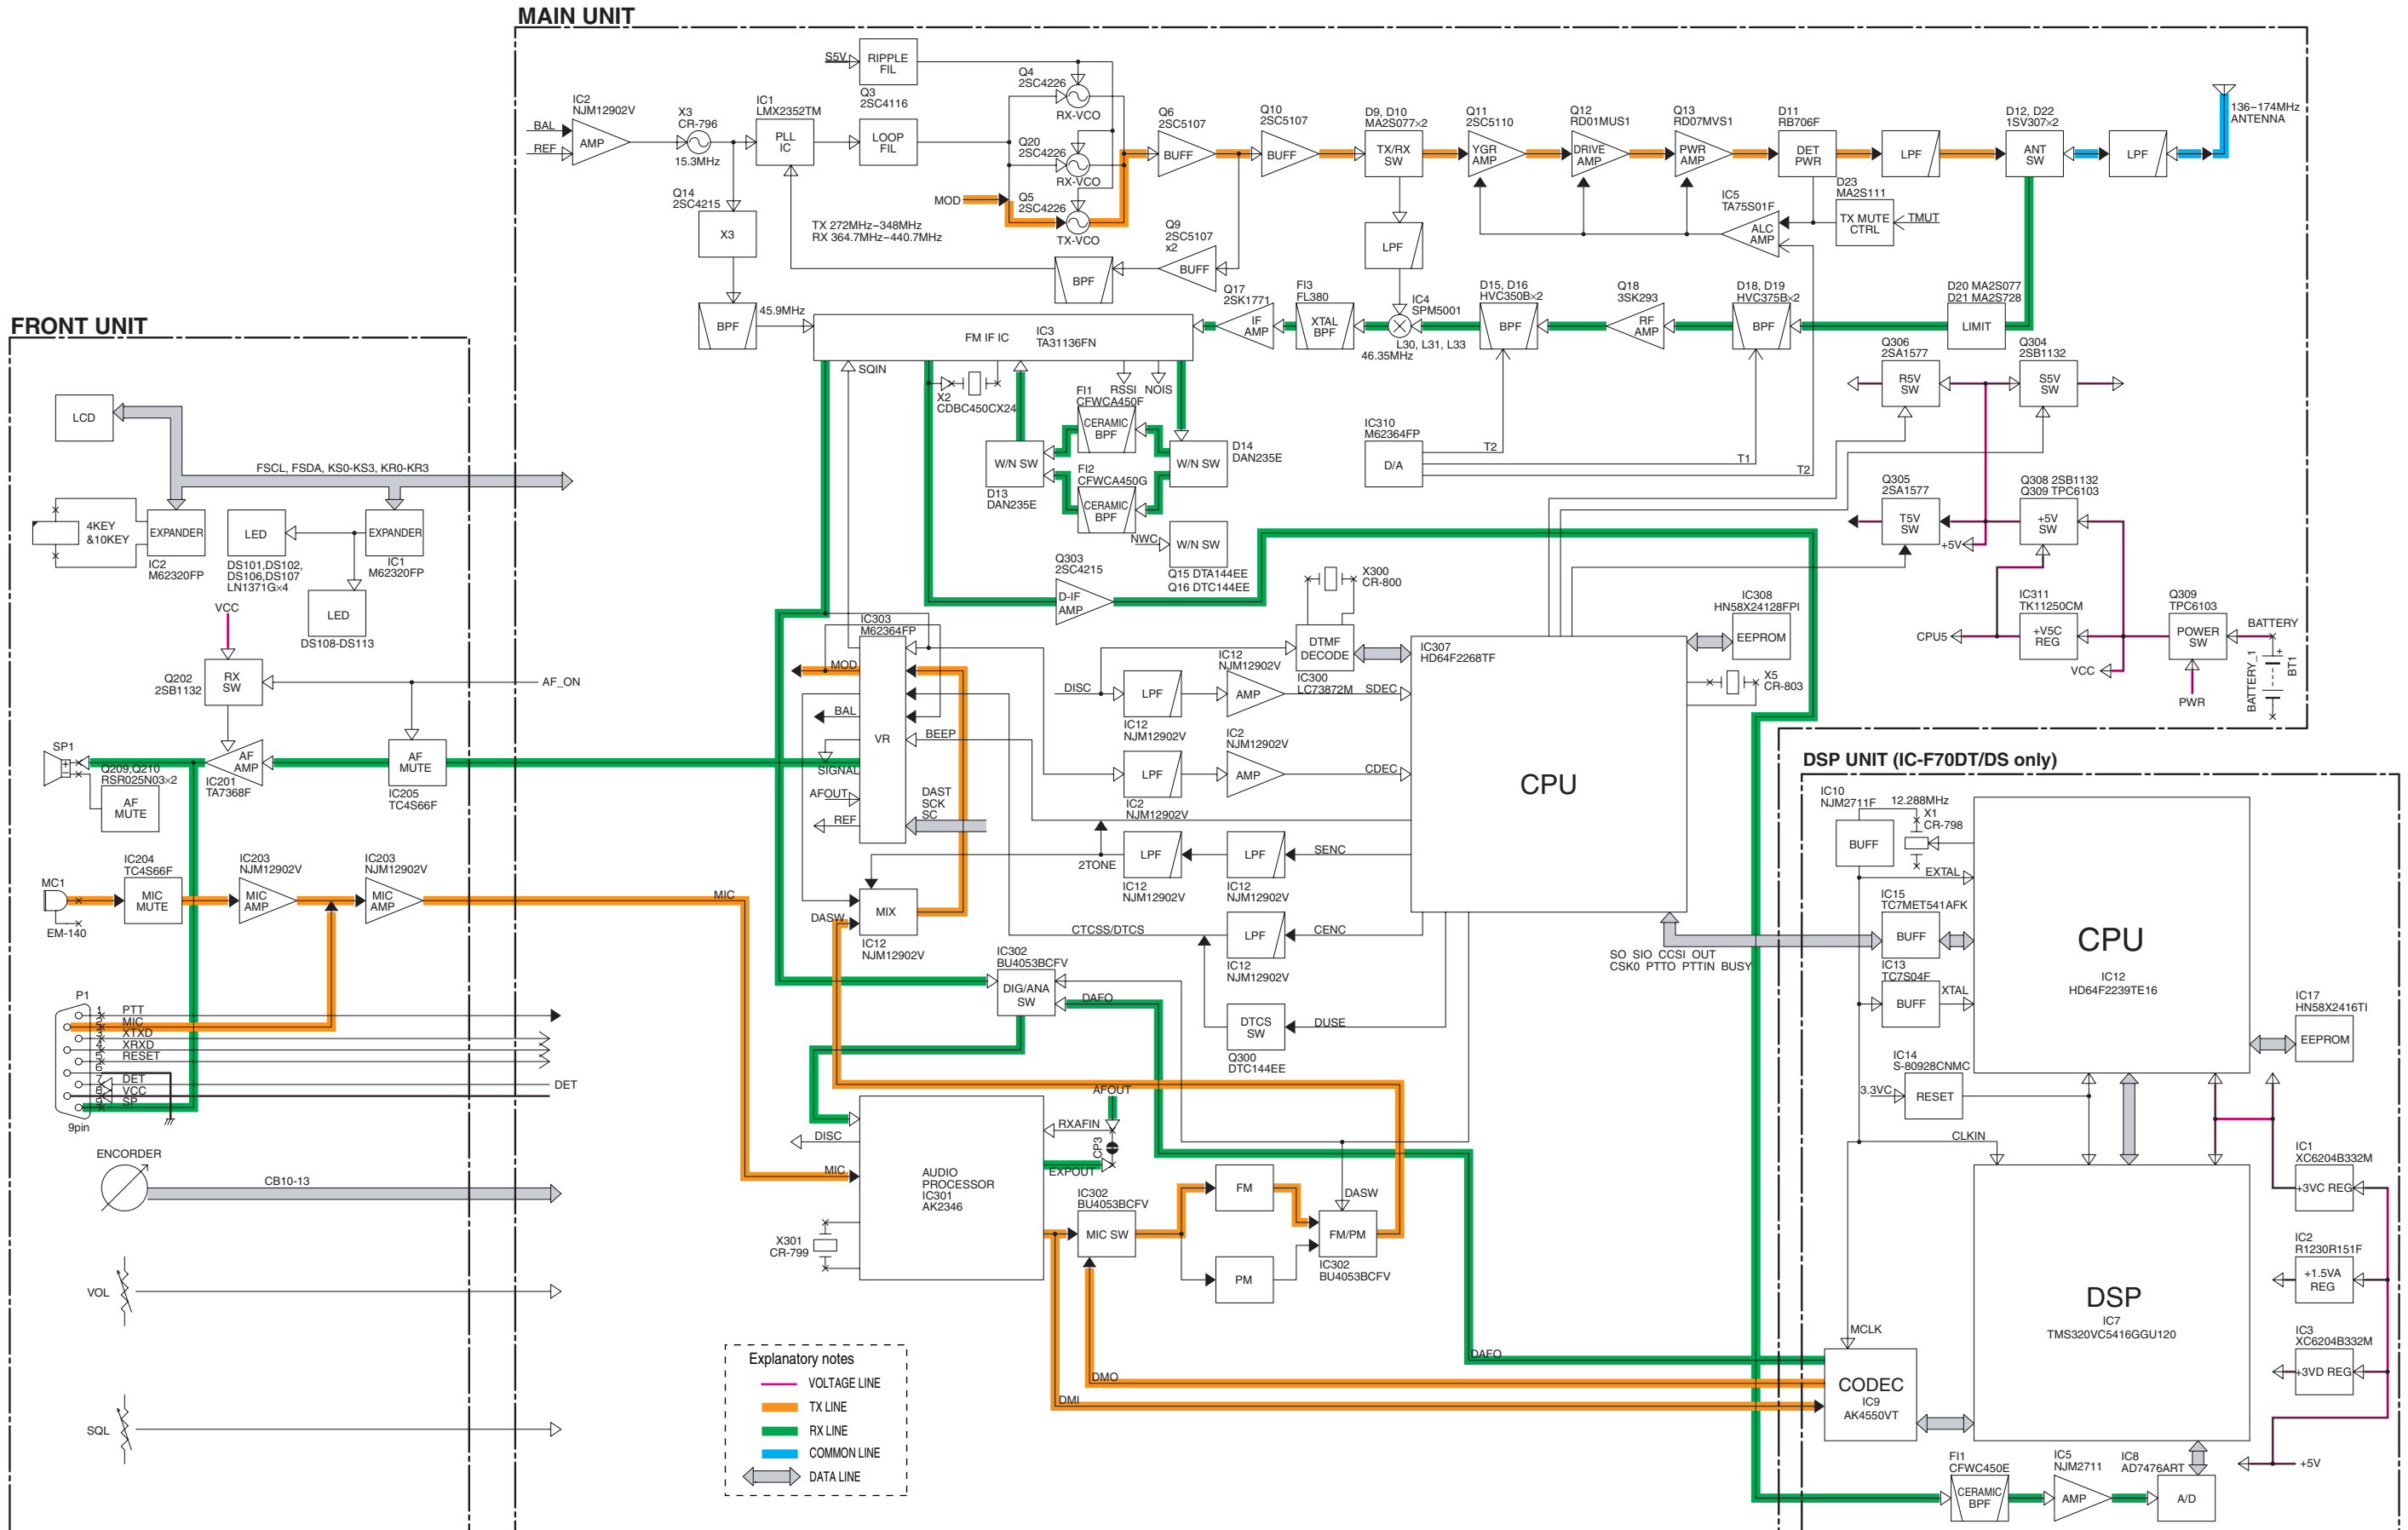 MAIN UNIT
S5V
RIPPLE
FIL
Q3
2SC4116
Q4
2SC4226
RX-VCO
IC2
NJM12902V
BAL
REF
AMP
X3
CR-796
15.3MHz
IC1
LMX2352TM
PLL
IC
LOOP
FIL
Q20
2SC4226
RX-VCO
MOD
Q5
2SC4226
TX-VCO
Q6
2SC5107
BUFF
Q10
2SC5107
BUFF
D9, D10
MA2S077×2
TX/RX
SW
Q11
2SC5110
YGR
AMP
Q12
RD01MUS1
DRIVE
AMP
Q13
RD07MVS1
PWR
AMP
D11
RB706F
DET
PWR
LPF
D12, D22
1SV307×2
ANT
SW
LPF
136–174MHz
ANTENNA
Q14
2SC4215
X3
TX 272MHz–348MHz
RX 364.7MHz–440.7MHz
Q9
2SC5107
x2
BUFF
BPF
LPF
IC5
TA75S01F
ALC
AMP
D23
MA2S111
TX MUTE
CTRL
TMUT
BPF
45.9MHz
FM IF IC
IC3
TA31136FN
Q17
2SK1771
IF
AMP
FI3
FL380
XTAL
BPF
IC4
SPM5001
L30, L31, L33
46.35MHz
D15, D16
HVC350B×2
BPF
Q18
3SK293
RF
AMP
D18, D19
HVC375B×2
BPF
D20 MA2S077
D21 MA2S728
LIMIT
SQIN
X2
CDBC450CX24
RSSI
NOIS
FI1
CFWCA450F
CERAMIC
BPF
FI2
CFWCA450G
CERAMIC
BPF
W/N SW
D13
DAN235E
W/N SW
D14
DAN235E
NWC
W/N SW
Q15 DTA144EE
Q16 DTC144EE
IC310
M62364FP
D/A
T2
T1
T2
Q306
2SA1577
R5V
SW
Q304
2SB1132
S5V
SW
Q305
2SA1577
T5V
SW
Q308 2SB1132
Q309 TPC6103
+5V
SW
+5V
IC311
TK11250CM
+V5C
REG
CPU5
VCC
Q309
TPC6103
POWER
SW
PWR
BATTERY
BATTERY_1
+
BT1
Q303
2SC4215
D-IF
AMP
X300
CR-800
DTMF
DECODE
IC300
LC73872M
IC307
HD64F2268TF
CPU
IC308
HN58X24128FPI
EEPROM
X5
CR-803
IC303
M62364FP
VR
MOD
BAL
SIGNAL
AFOUT
REF
BEEP
DAST
SCK
SC
DISC
LPF
IC12
NJM12902V
IC12
NJM12902V
AMP
SDEC
LPF
IC2
NJM12902V
IC2
NJM12902V
AMP
CDEC
2TONE
LPF
IC12
NJM12902V
LPF
IC12
NJM12902V
SENC
MIX
IC12
NJM12902V
DASW
CTCSS/DTCS
LPF
IC12
NJM12902V
CENC
IC302
BU4053BCFV
DIG/ANA
SW
DAFO
DTCS
SW
Q300
DTC144EE
DUSE
SO SIO CCSI OUT
CSK0 PTTO PTTIN BUSY
MIC
DISC
MIC
AUDIO
PROCESSOR
IC301
AK2346
X301
CR-799
AFOUT
RXAFIN
CP3
EXPOUT
IC302
BU4053BCFV
MIC SW
FM
PM
DASW
FM/PM
IC302
BU4053BCFV
DAFO
DMO
DMI
Explanatory notes
VOLTAGE LINE
TX LINE
RX LINE
COMMON LINE
DATA LINE
FRONT UNIT
LCD
FSCL, FSDA, KS0-KS3, KR0-KR3
4KEY
&10KEY
EXPANDER
IC2
M62320FP
LED
DS101,DS102,
DS106,DS107
LN1371G×4
EXPANDER
IC1
M62320FP
LED
DS108-DS113
VCC
RX
SW
Q202
2SB1132
AF_ON
SP1
Q209,Q210
RSR025N03×2
AF
MUTE
AF
AMP
IC201
TA7368F
AF
MUTE
IC205
TC4S66F
MC1
EM-140
IC204
TC4S66F
MIC
MUTE
IC203
NJM12902V
MIC
AMP
IC203
NJM12902V
MIC
AMP
P1
1 PTT
2 MIC
3 XTXD
4 XRXD
5 RESET
6
7 DET
8 VCC
9 SP
9pin
DET
ENCORDER
CB10-13
VOL
SQL
DSP UNIT (IC-F70DT/DS only)
IC10
NJM2711F
BUFF
12.288MHz
X1
CR-798
EXTAL
IC15
TC7MET541AFK
BUFF
IC13
TC7S04F
BUFF
XTAL
CPU
IC12
HD64F2239TE16
IC17
HN58X2416TI
EEPROM
IC14
S-80928CNMC
3.3VC
RESET
CLKIN
IC1
XC6204B332M
+3VC REG
IC2
R1230R151F
+1.5VA
REG
IC3
XC6204B332M
+3VD REG
+5V
DSP
IC7
TMS320VC5416GGU120
MCLK
CODEC
IC9
AK4550VT
FI1
CFWC450E
CERAMIC
BPF
IC5
NJM2711
AMP
IC8
AD7476ART
A/D